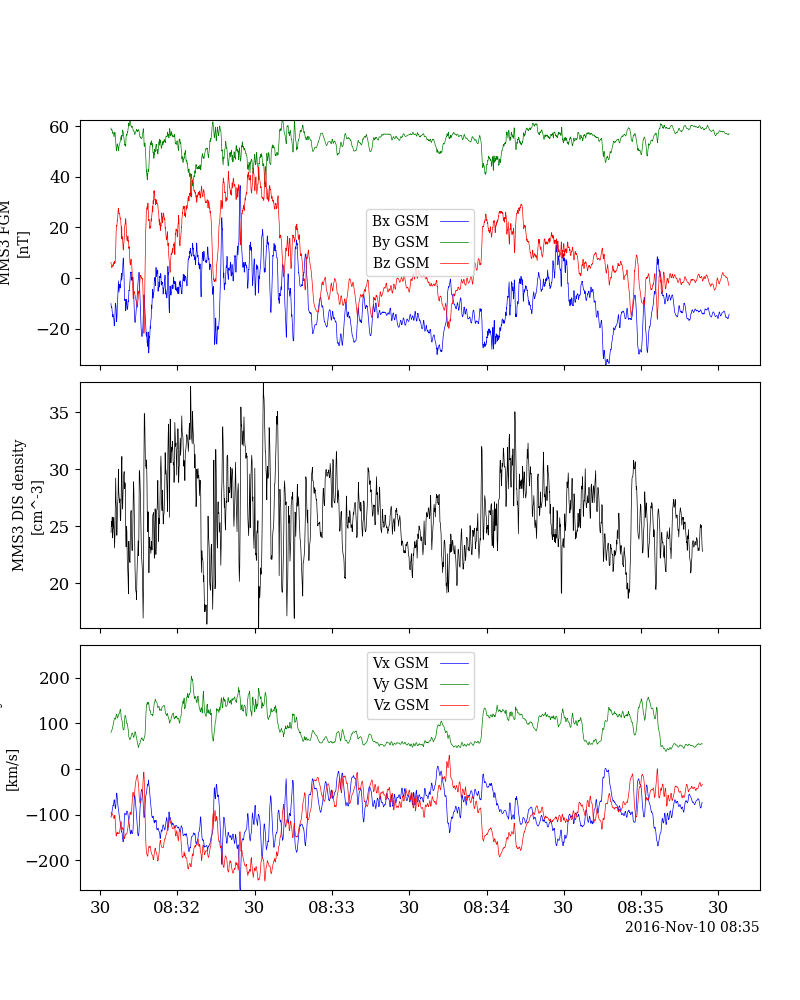 60
40
20
0
−20
MMS3 FGM
[nT]
Bx GSM
By GSM
Bz GSM
35
30
25
20
MMS3 DIS density
[cm^-3]
200
100
0
−100
−200
[km/s]
Vx GSM
Vy GSM
Vz GSM
30 08:32 30 08:33 30 08:34 30 08:35 30
2016-Nov-10 08:35